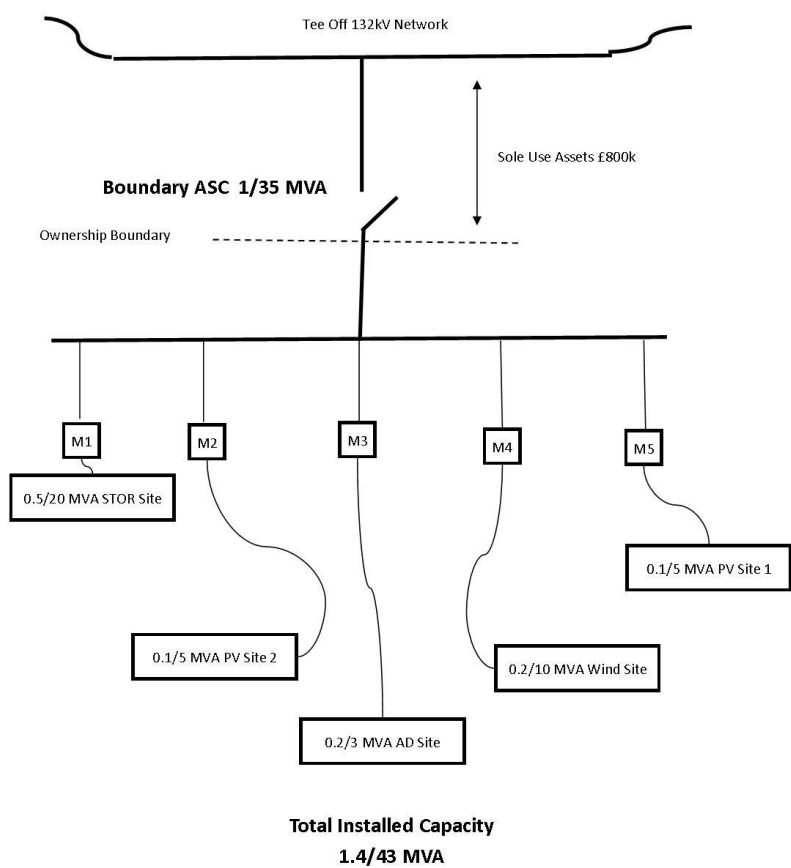 Tee Off 132kV Network
Sole Use Assets £800k
Boundary ASC 1/35 MVA
Ownership Boundary
M1
M2
M3
M4
M5
0.5/20 MVA STOR Site
0.1/5 MVA PV Site 1
0.1/5 MVA PV Site 2
0.2/10 MVA Wind Site
0.2/3 MVA AD Site
Total Installed Capacity
1.4/43 MVA